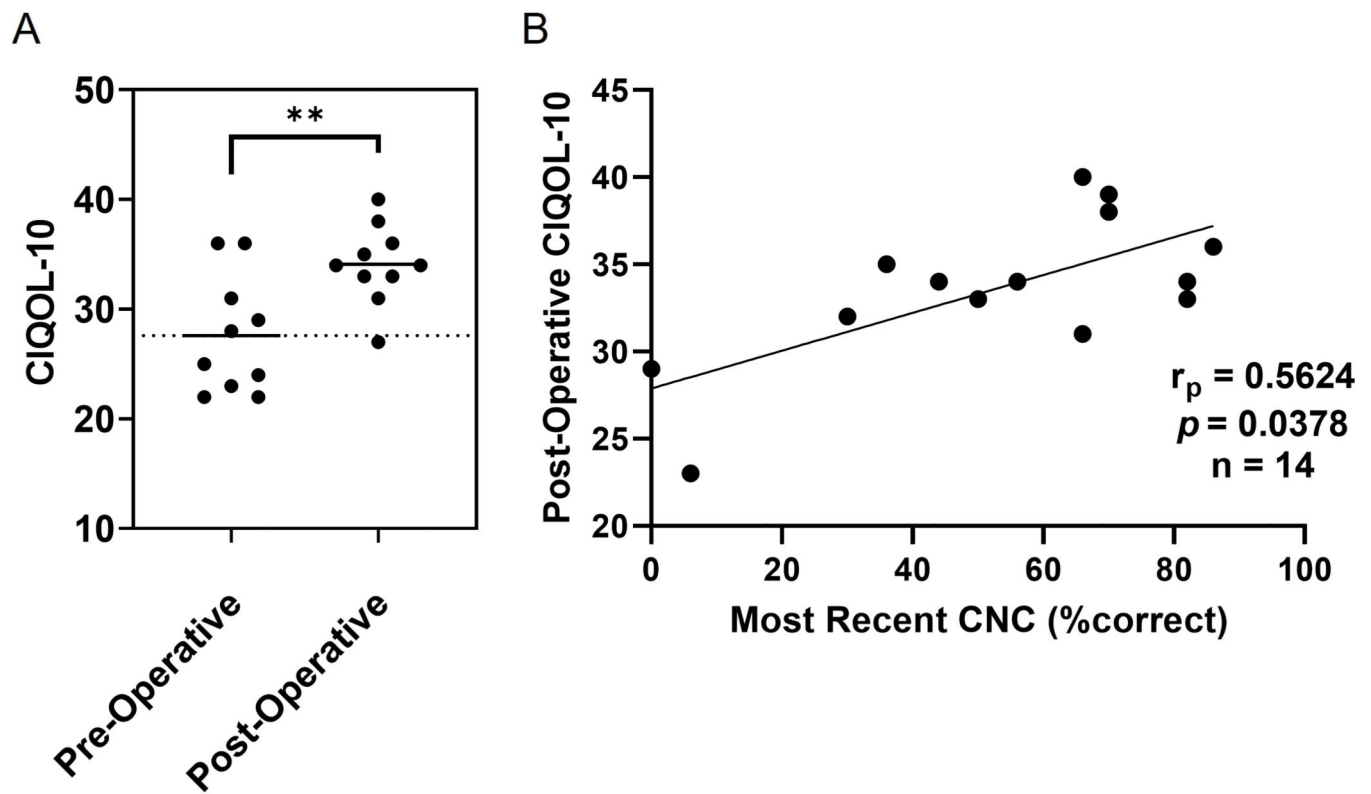 A
CIQOL-10
50
40
30
20
10
**
Pre-Operative
Post-Operative
B
Post-Operative CIQOL-10
45
40
35
30
25
20
0
20
40
60
80
100
Most Recent CNC (%correct)
rp = 0.5624
p = 0.0378
n = 14